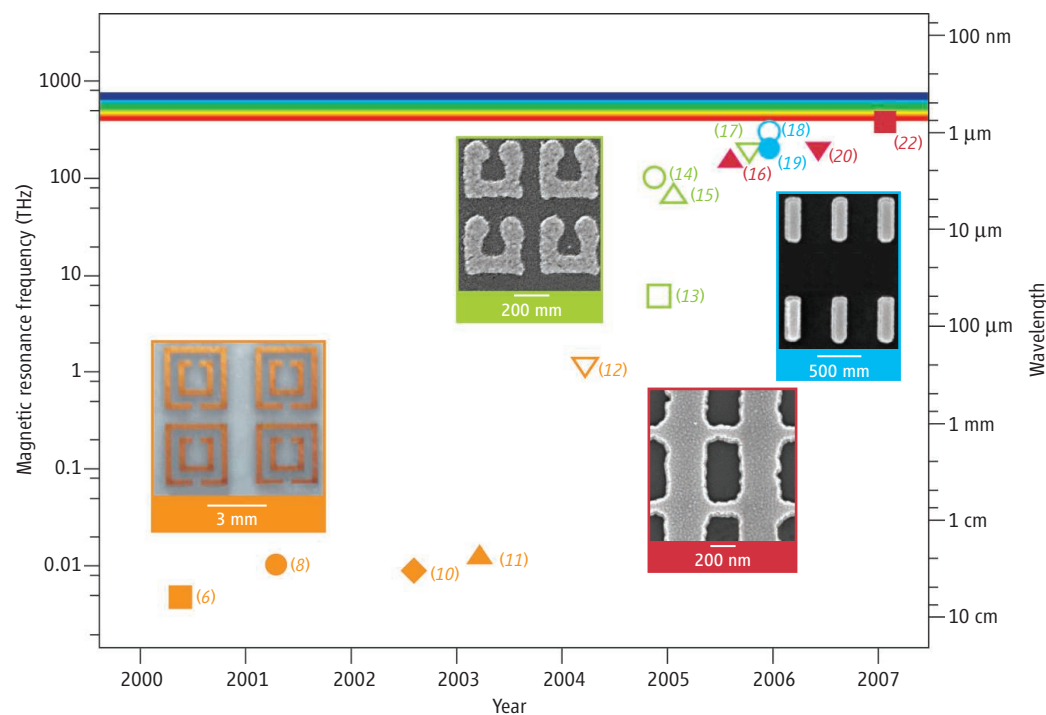 Magnetic resonance frequency (THz)
1000
100
10
1
0.1
0.01
100 nm
1 μm
10 μm
100 μm
1 mm
1 cm
10 cm
Wavelength
(17)
(18)
(19)
(20)
(22)
(16)
(14)
(15)
(13)
(12)
(11)
(10)
(8)
(6)
200 mm
500 mm
3 mm
200 nm
2000 2001 2002 2003 2004 2005 2006 2007
Year